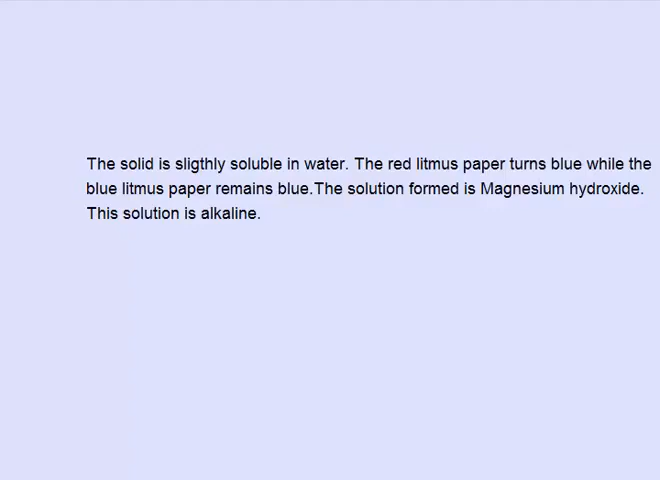 The solid is sligthly soluble in water. The red litmus paper turns blue while the
blue litmus paper remains blue.The solution formed is Magnesium hydroxide.
This solution is alkaline.